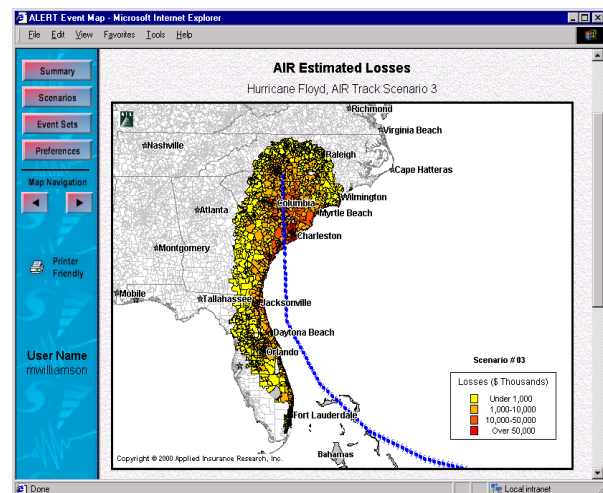 ALERT Event Map - Microsoft Internet Explorer
File Edit View Favorites Tools Help
Summary
Scenarios
Event Sets
Preferences
Map Navigation
Printer
Friendly
User Name
mwilliamson
AIR Estimated Losses
Hurricane Floyd, AIR Track Scenario 3
AIR
Richmond
Virginia Beach
Nashville
Raleigh
Cape Hatteras
Wilmington
Columbia
Atlanta
Myrtle Beach
Charleston
Montgomery
Mobile
Tallahassee
Jacksonville
Daytona Beach
Orlando
Fort Lauderdale
Bahamas
Scenario # 03
Losses ($ Thousands)
Under 1,000
1,000-10,000
10,000-50,000
Over 50,000
Copyright © 2000 Applied Insurance Research, Inc.
Done
Local intranet